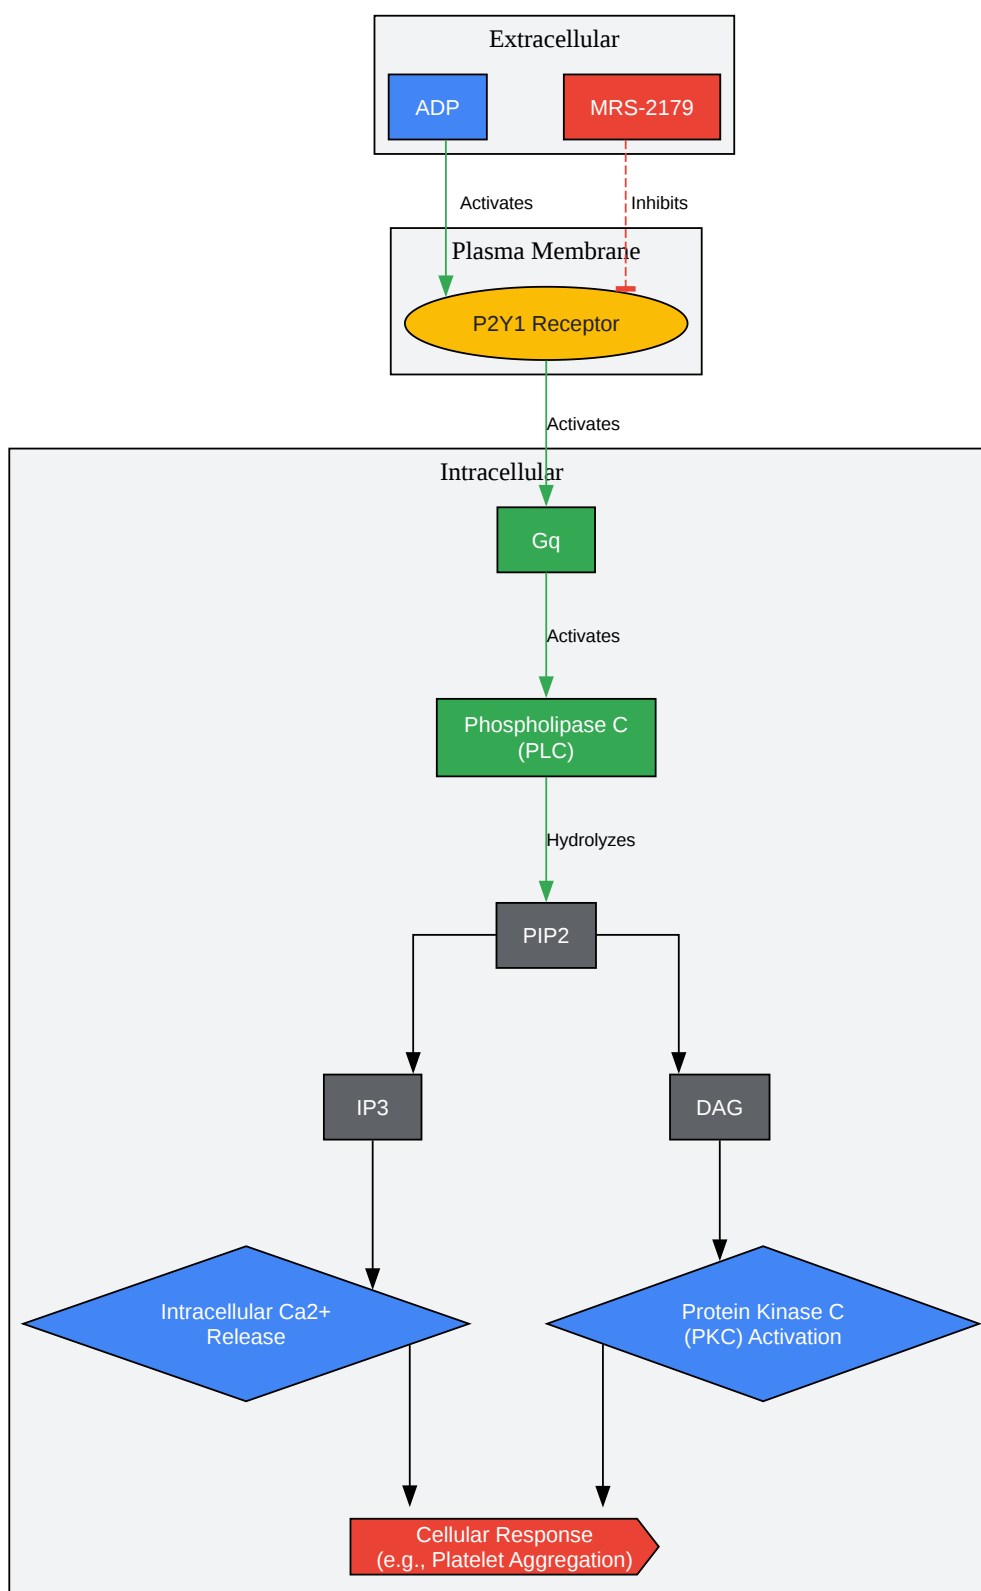 Extracellular
ADP
MRS-2179
Activates
Inhibits
Plasma Membrane
P2Y1 Receptor
Activates
Intracellular
Gq
Activates
Phospholipase C
(PLC)
Hydrolyzes
PIP2
IP3
DAG
Intracellular Ca2+
Release
Protein Kinase C
(PKC) Activation
Cellular Response
(e.g., Platelet Aggregation)